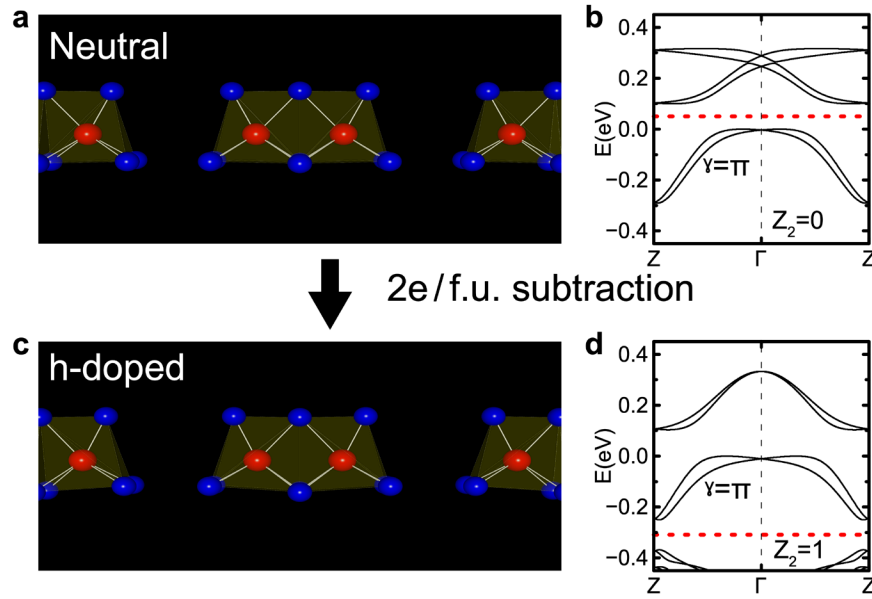 a
Neutral
b
E(eV)
0.4
0.2
0.0
−0.2
−0.4
γ=π
Z₂=0
Z
Γ
Z
2e/f.u. subtraction
c
h-doped
d
E(eV)
0.4
0.2
0.0
−0.2
−0.4
γ=π
Z₂=1
Z
Γ
Z